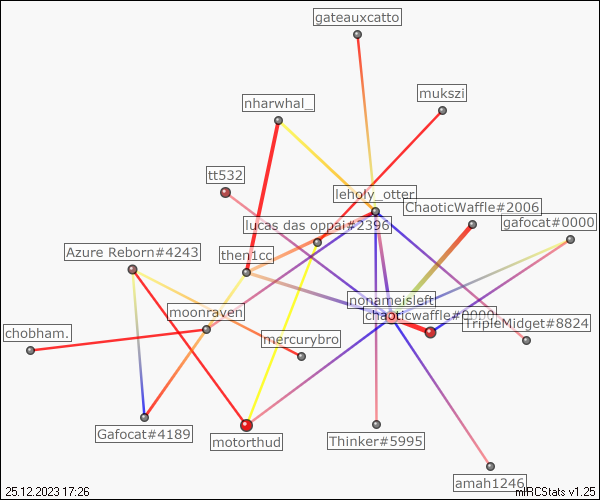 gateauxcatto
mukszi
nharwhal_
tt532
leholy_otter
ChaoticWaffle#2006
gafocat#0000
lucas das oppai#2396
Azure Reborn#4243
then1cc
nonameisleft
moonraven
chaoticwaffle#0000
TripleMidget#8824
chobham.
mercurybro
Gafocat#4189
motorthud
Thinker#5995
amah1246
25.12.2023 17:26
mIRCStats v1.25